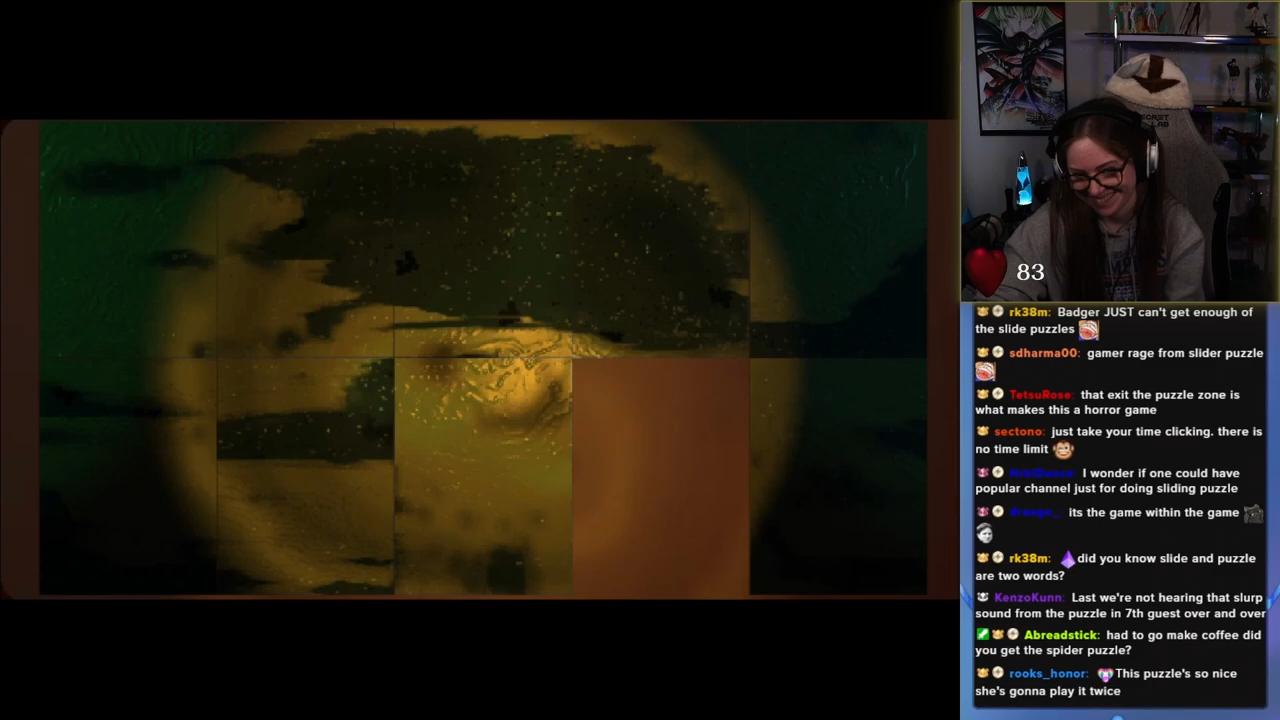 SECRET
LAB
83
rk38m: Badger JUST can't get enough of
the slide puzzles
sdharma00: gamer rage from slider puzzle
TetsuRose: that exit the puzzle zone is
what makes this a horror game
sectono: just take your time clicking. there is
no time limit
I wonder if one could have
popular channel just for doing sliding puzzle
its the game within the game
rk38m: did you know slide and puzzle
are two words?
KenzoKunn: Last we're not hearing that slurp
sound from the puzzle in 7th guest over and over
Abreadstick: had to go make coffee did
you get the spider puzzle?
rooks_honor: This puzzle's so nice
she's gonna play it twice